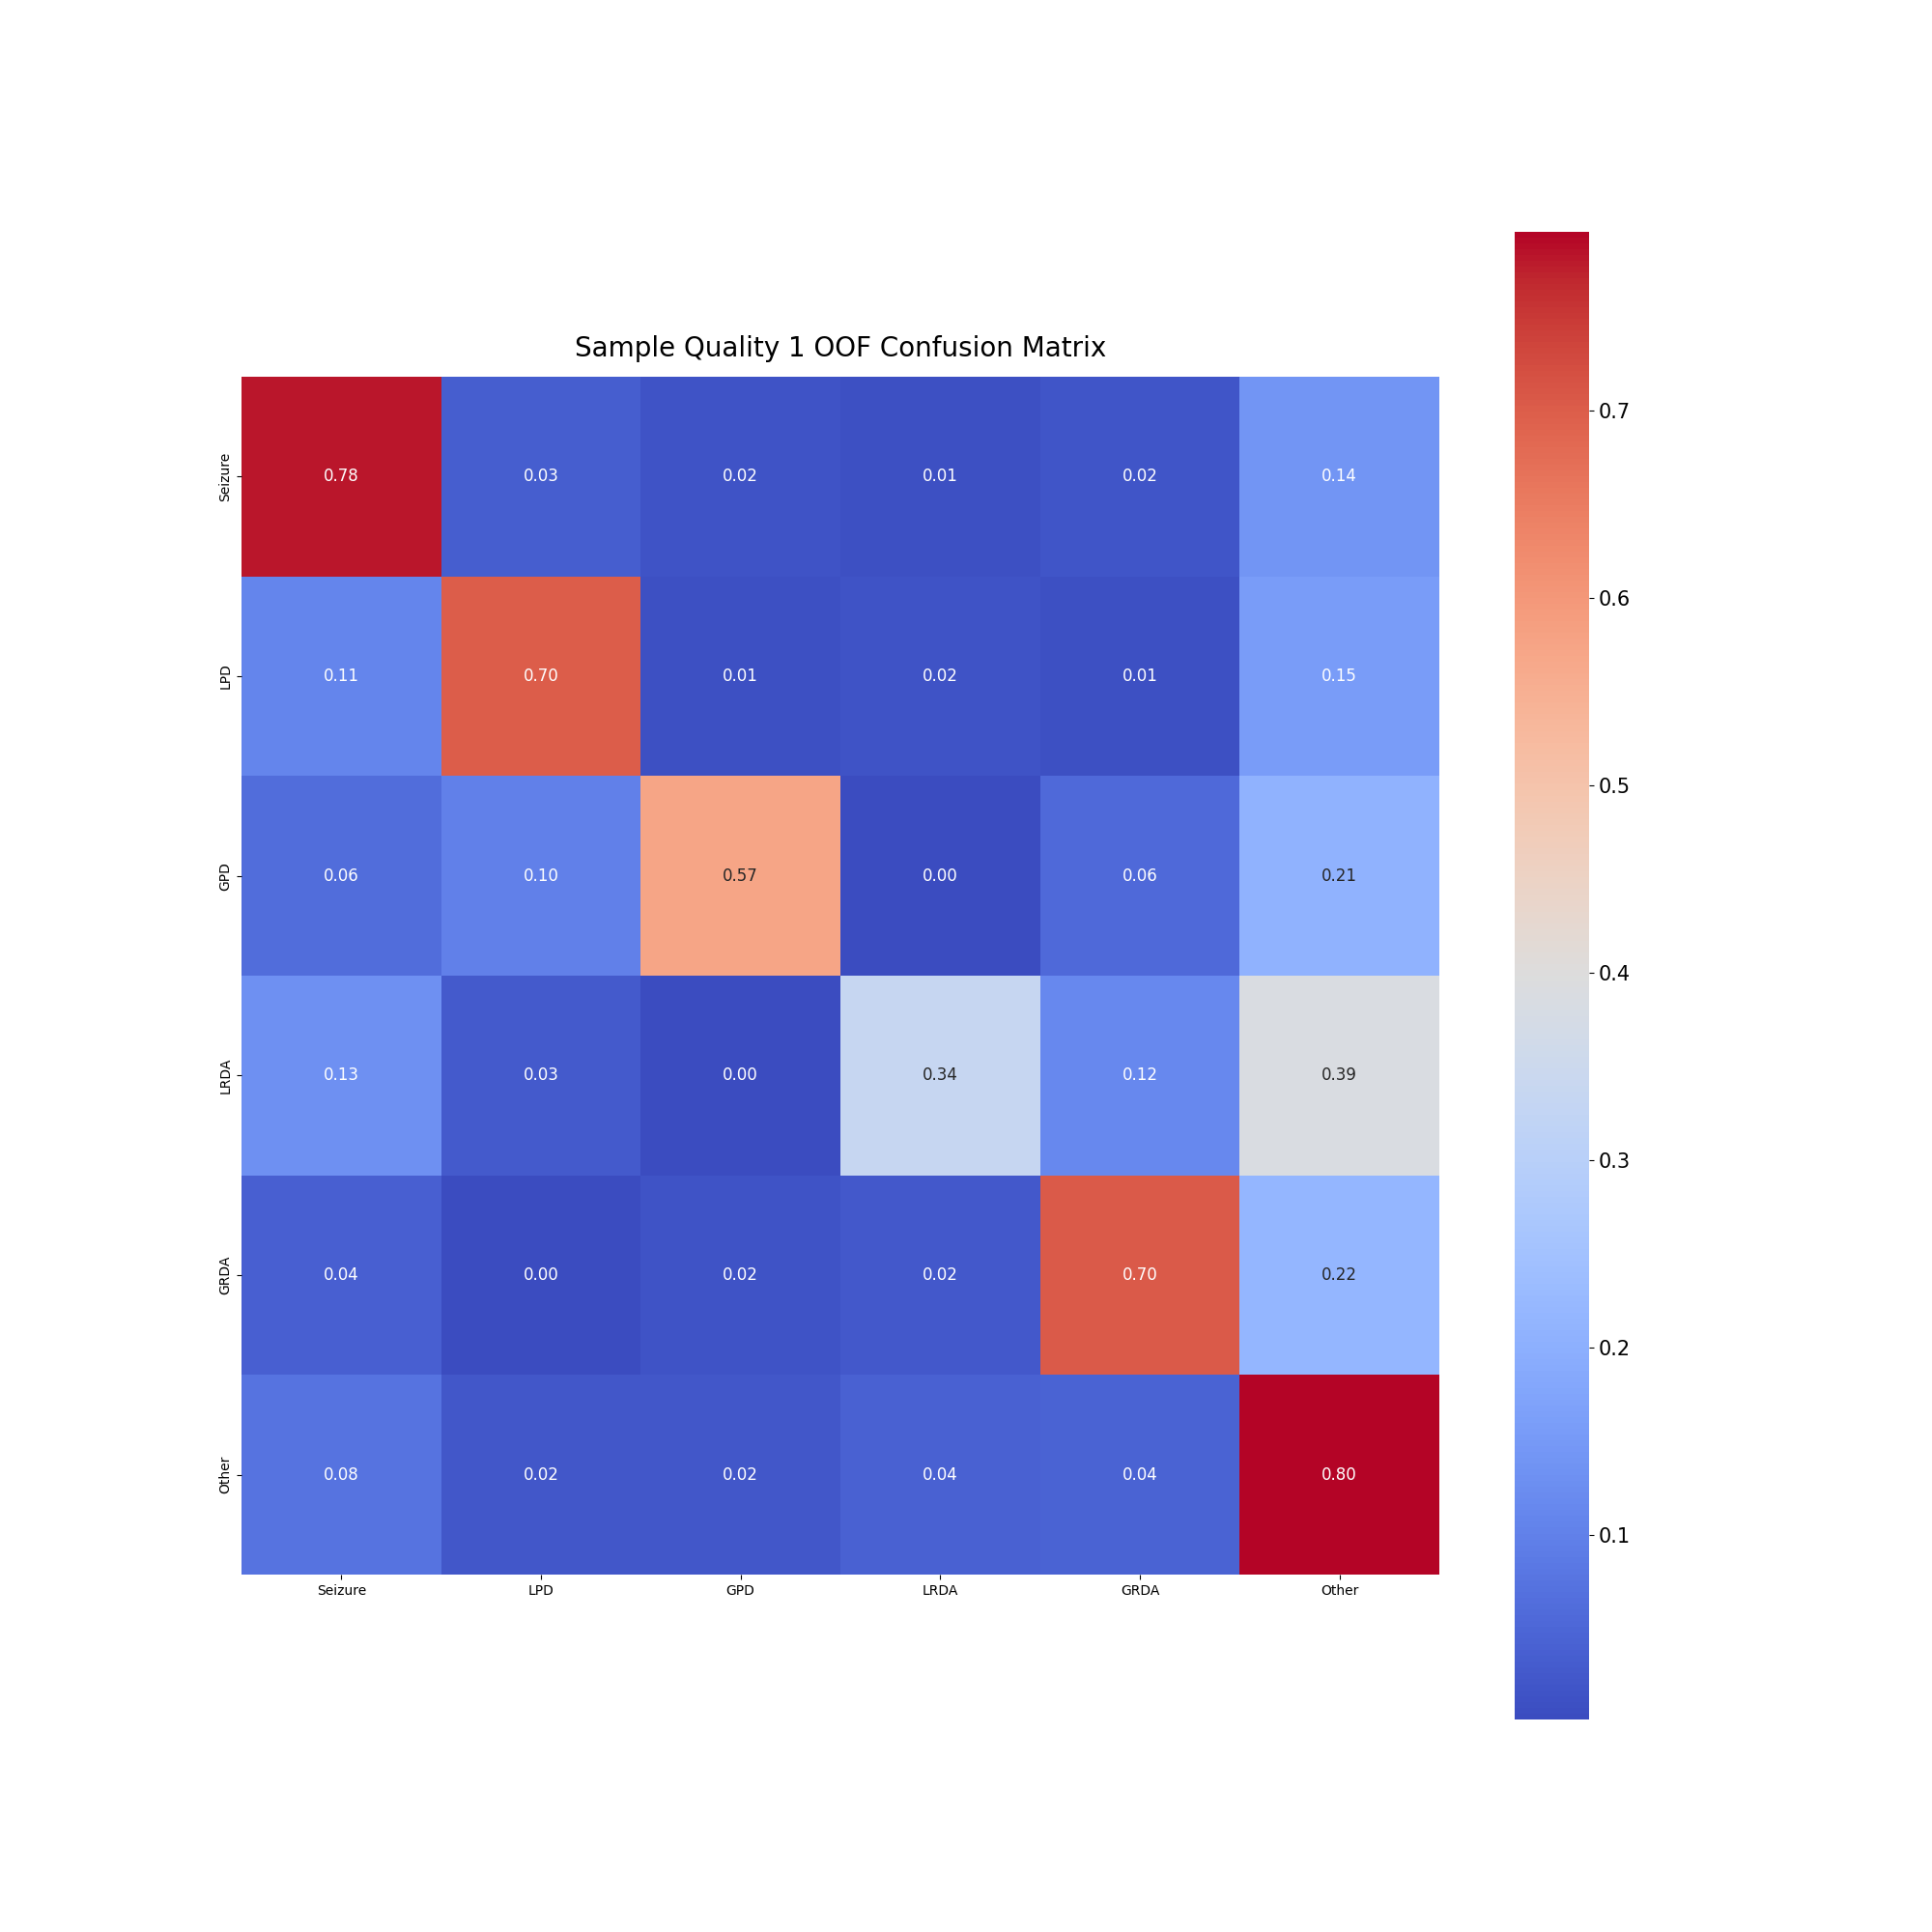 Sample Quality 1 OOF Confusion Matrix
Seizure 0.78 0.03 0.02 0.01 0.02 0.14
LPD 0.11 0.70 0.01 0.02 0.01 0.15
GPD 0.06 0.10 0.57 0.00 0.06 0.21
LRDA 0.13 0.03 0.00 0.34 0.12 0.39
GRDA 0.04 0.00 0.02 0.02 0.70 0.22
Other 0.08 0.02 0.02 0.04 0.04 0.80
Seizure LPD GPD LRDA GRDA Other
0.7
0.6
0.5
0.4
0.3
0.2
0.1